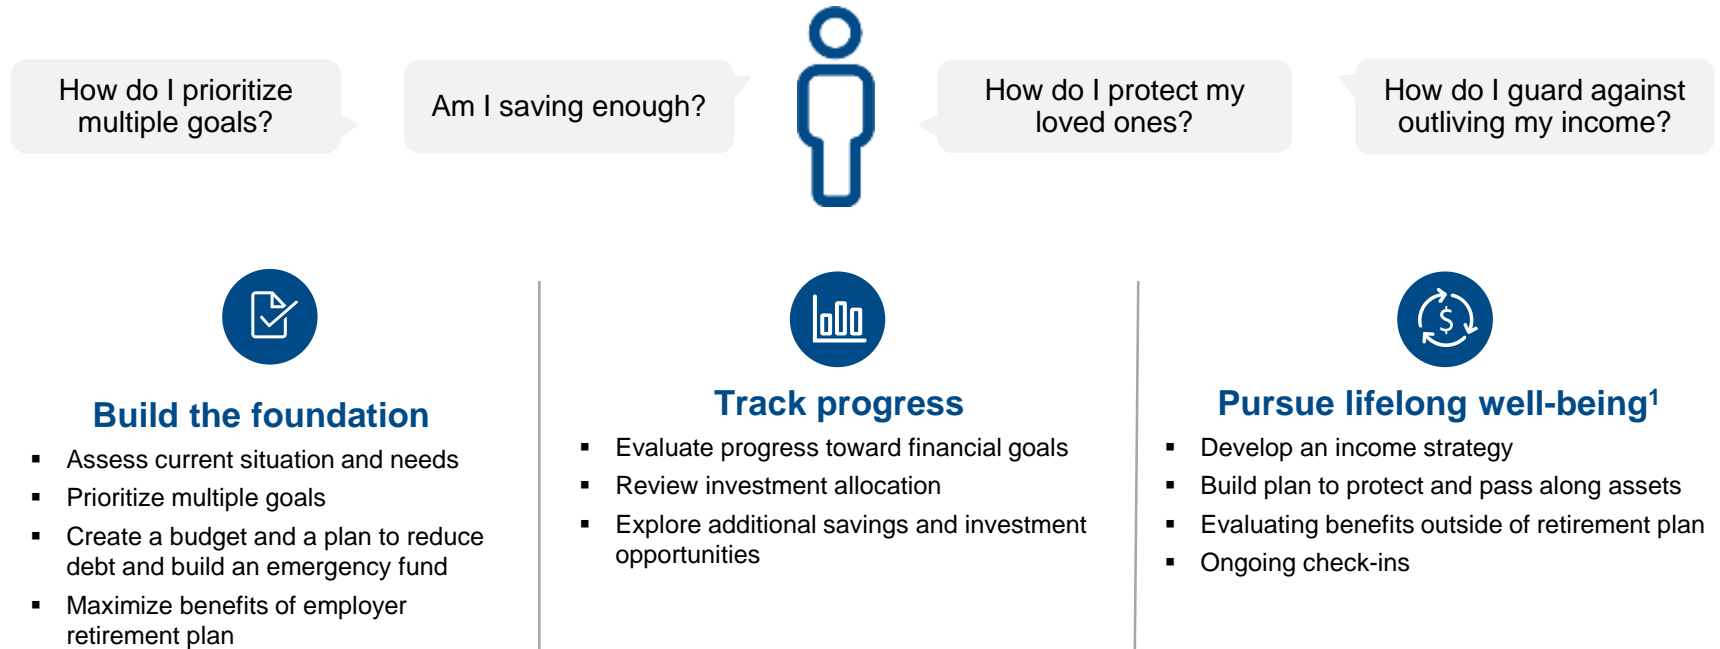 How do I prioritize
multiple goals?
Am I saving enough?
How do I protect my
loved ones?
How do I guard against
outliving my income?
$
Build the foundation
▪ Assess current situation and needs
▪ Prioritize multiple goals
▪ Create a budget and a plan to reduce
debt and build an emergency fund
▪ Maximize benefits of employer
retirement plan
Track progress
▪ Evaluate progress toward financial goals
▪ Review investment allocation
▪ Explore additional savings and investment
opportunities
Pursue lifelong well-being¹
▪ Develop an income strategy
▪ Build plan to protect and pass along assets
▪ Evaluating benefits outside of retirement plan
▪ Ongoing check-ins